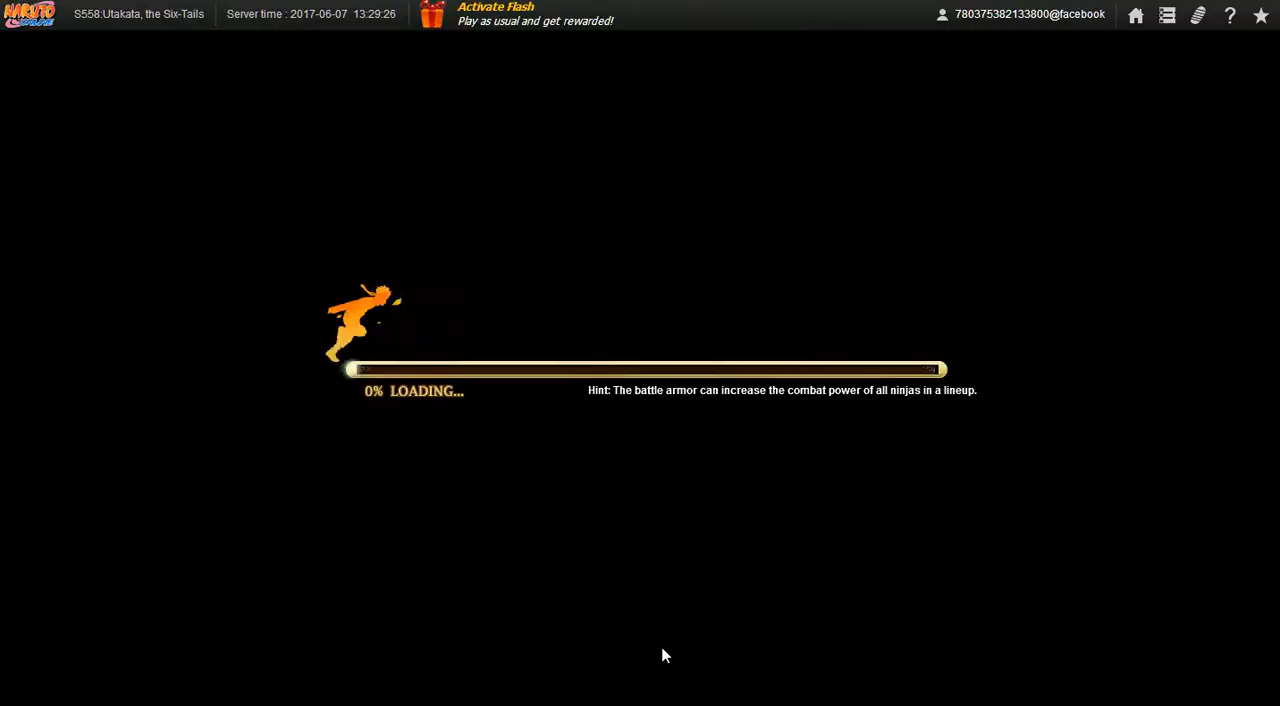 NARUTO ONLINE
S558:Utakata, the Six-Tails
Server time : 2017-06-07 13:29:26
Activate Flash
Play as usual and get rewarded!
780375382133800@facebook
?
0% LOADING...
Hint: The battle armor can increase the combat power of all ninjas in a lineup.